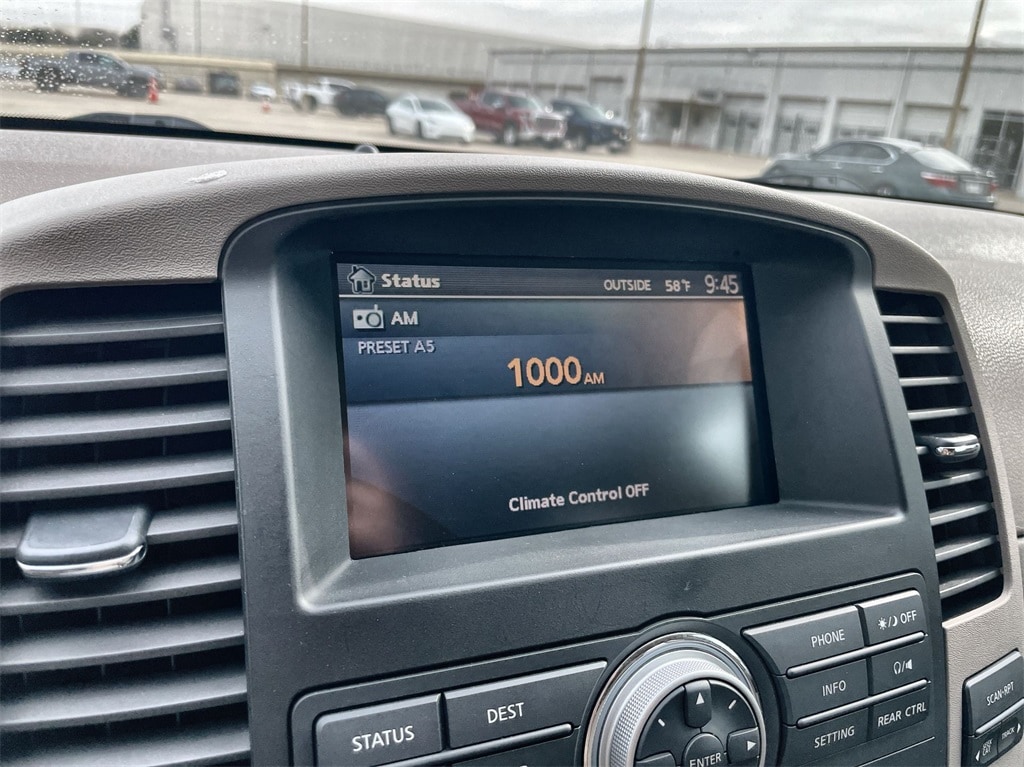 Status OUTSIDE 58°F 9:45
AM
PRESET A5
1000 AM
Climate Control OFF
PHONE
OFF
INFO
STATUS
DEST
SETTING
REAR CTRL
ENTER
SCAN·RPT
TRACK